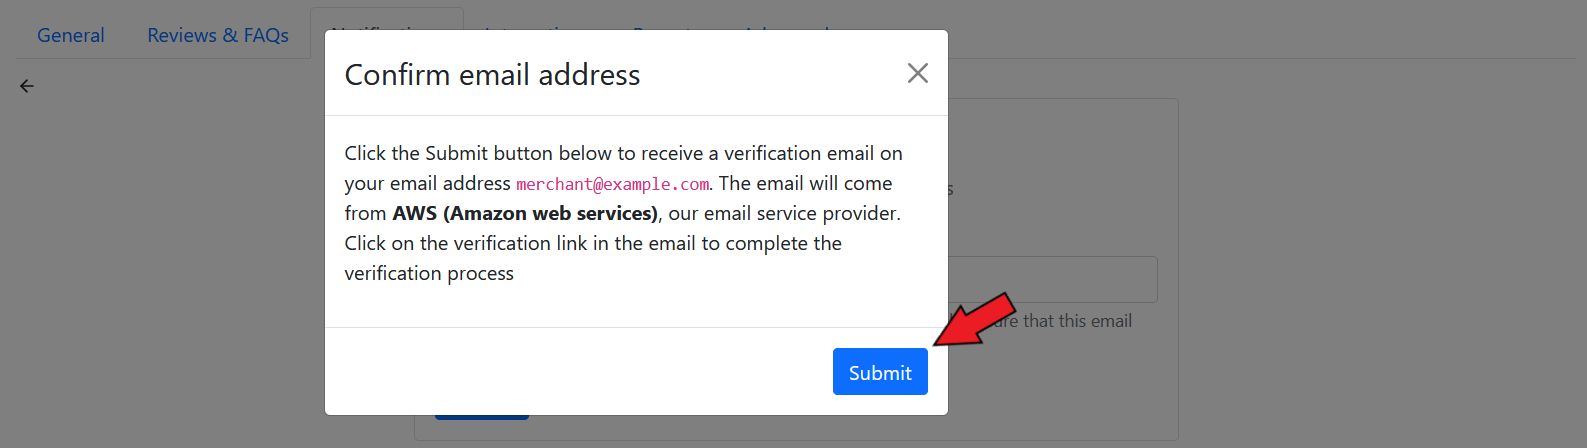 General Reviews & FAQs
Confirm email address
Click the Submit button below to receive a verification email on
your email address merchant@example.com. The email will come
from AWS (Amazon web services), our email service provider.
Click on the verification link in the email to complete the
verification process
that this email
Submit